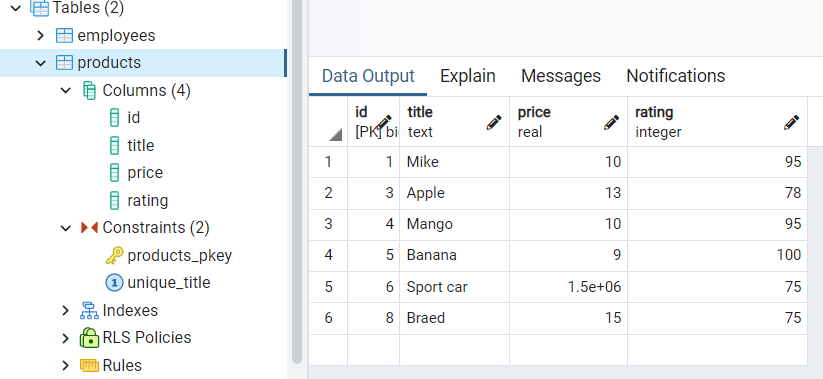 Tables (2)
employees
products
Columns (4)
id
title
price
rating
Constraints (2)
products_pkey
unique_title
Indexes
RLS Policies
Rules
Data Output Explain Messages Notifications
id title price rating
[PK] bi text real integer
1 1 Mike 10 95
2 3 Apple 13 78
3 4 Mango 10 95
4 5 Banana 9 100
5 6 Sport car 1.5e+06 75
6 8 Braed 15 75